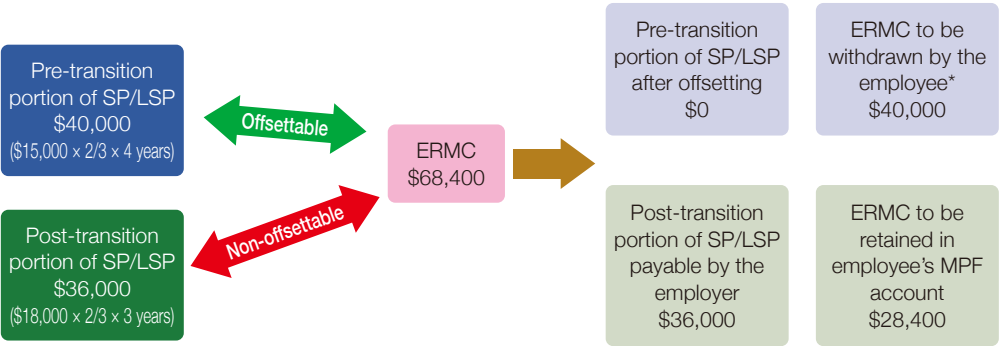 Pre-transition
portion of SP/LSP
$40,000
($15,000 × 2/3 × 4 years)
Post-transition
portion of SP/LSP
$36,000
($18,000 × 2/3 × 3 years)
Offsettable
Non-offsettable
ERMC
$68,400
Pre-transition
portion of SP/LSP
after offsetting
$0
ERMC to be
withdrawn by the
employee*
$40,000
Post-transition
portion of SP/LSP
payable by the
employer
$36,000
ERMC to be
retained in
employee’s MPF
account
$28,400